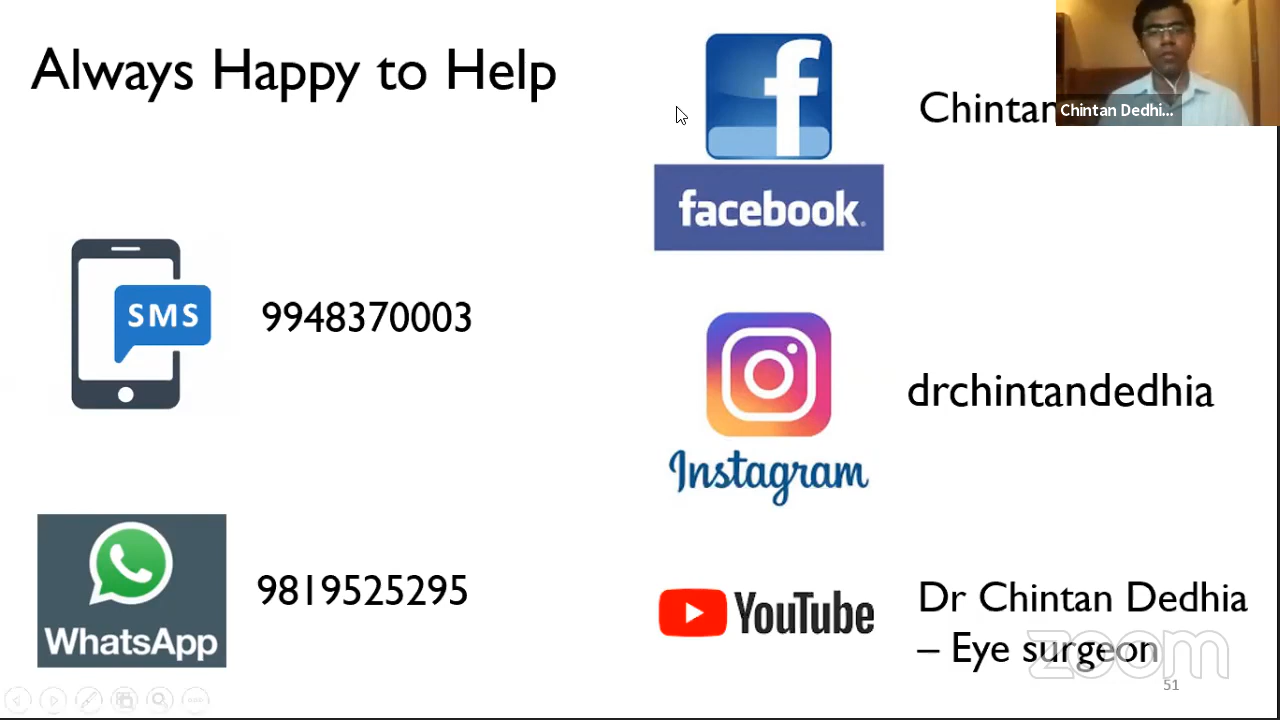 Always Happy to Help
f
Chintan
Chintan Dedhi...
facebook
SMS
9948370003
drchintandedhia
Instagram
WhatsApp
9819525295
YouTube
Dr Chintan Dedhia
– Eye surgeon
zoom
51